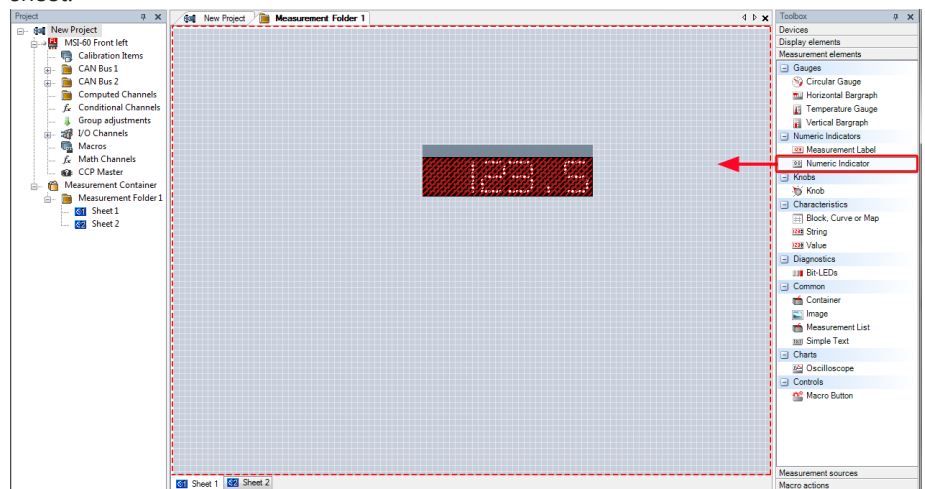 sheet.
Project
New Project
MSI-60 Front left
Calibration Items
CAN Bus 1
CAN Bus 2
Computed Channels
Conditional Channels
Group adjustments
I/O Channels
Macros
Math Channels
CCP Master
Measurement Container
Measurement Folder 1
Sheet 1
Sheet 2
New Project
Measurement Folder 1
123.5
Sheet 1
Sheet 2
Toolbox
Devices
Display elements
Measurement elements
Gauges
Circular Gauge
Horizontal Bargraph
Temperature Gauge
Vertical Bargraph
Numeric Indicators
Measurement Label
Numeric Indicator
Knobs
Knob
Characteristics
Block, Curve or Map
String
Value
Diagnostics
Bit-LEDs
Common
Container
Image
Measurement List
Simple Text
Charts
Oscilloscope
Controls
Macro Button
Measurement sources
Macro actions